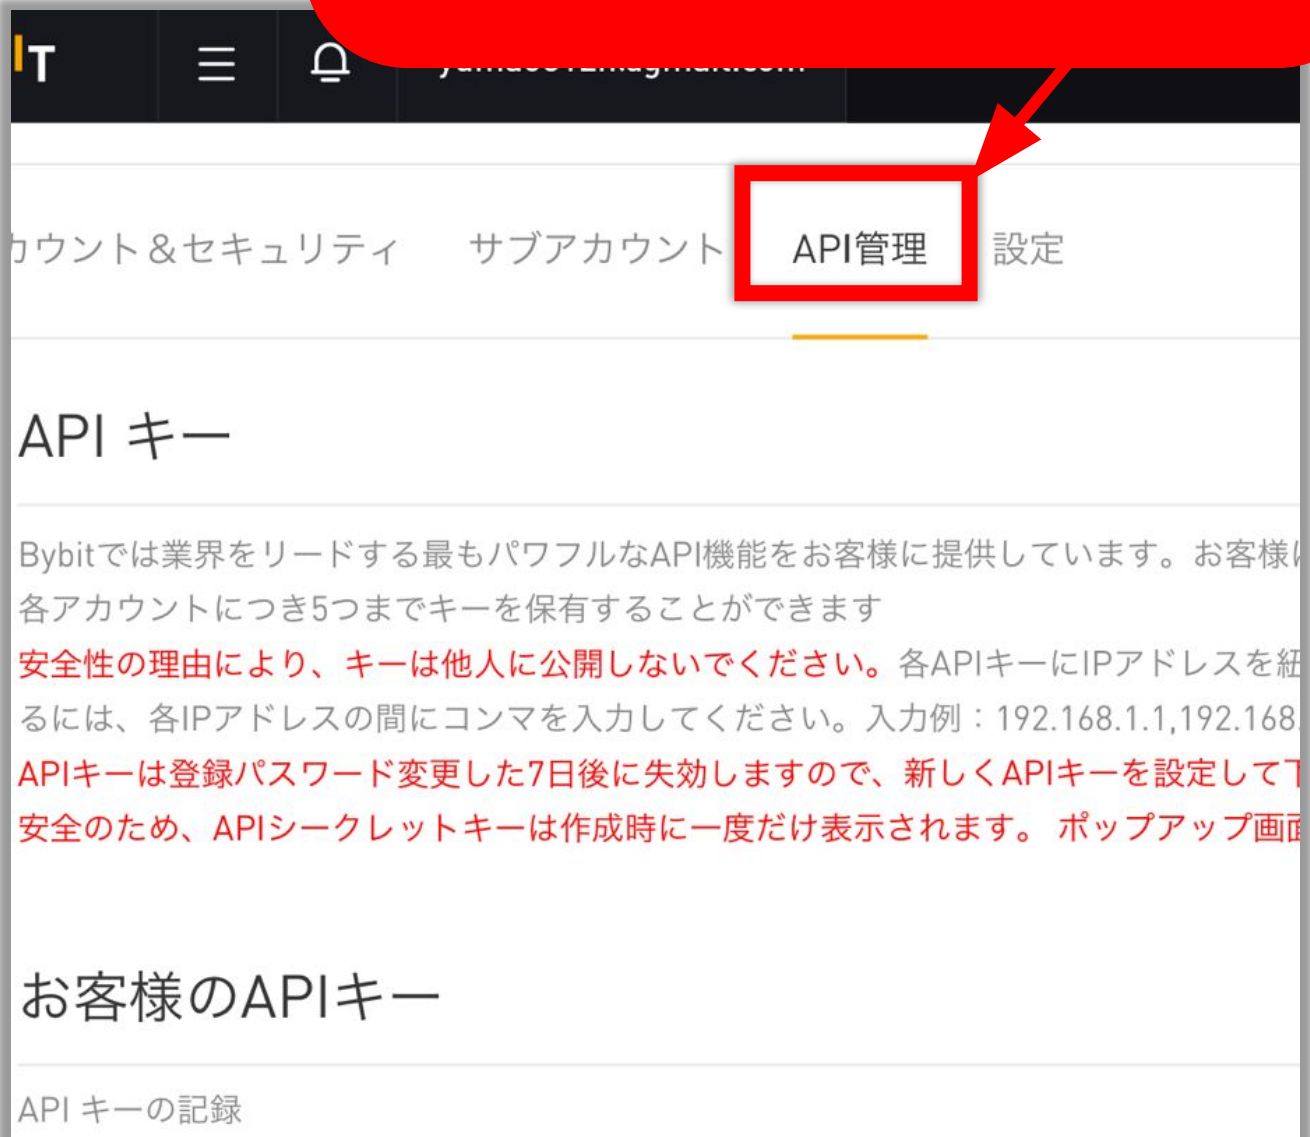 IT
カウント&セキュリティ サブアカウント API管理 設定
API キー
Bybitでは業界をリードする最もパワフルなAPI機能をお客様に提供しています。お客様
各アカウントにつき5つまでキーを保有することができます
安全性の理由により、キーは他人に公開しないでください。各APIキーにIPアドレスを紐
るには、各IPアドレスの間にコンマを入力してください。入力例：192.168.1.1,192.168.
APIキーは登録パスワード変更した7日後に失効しますので、新しくAPIキーを設定して
安全のため、APIシークレットキーは作成時に一度だけ表示されます。 ポップアップ画面
お客様のAPIキー
API キーの記録